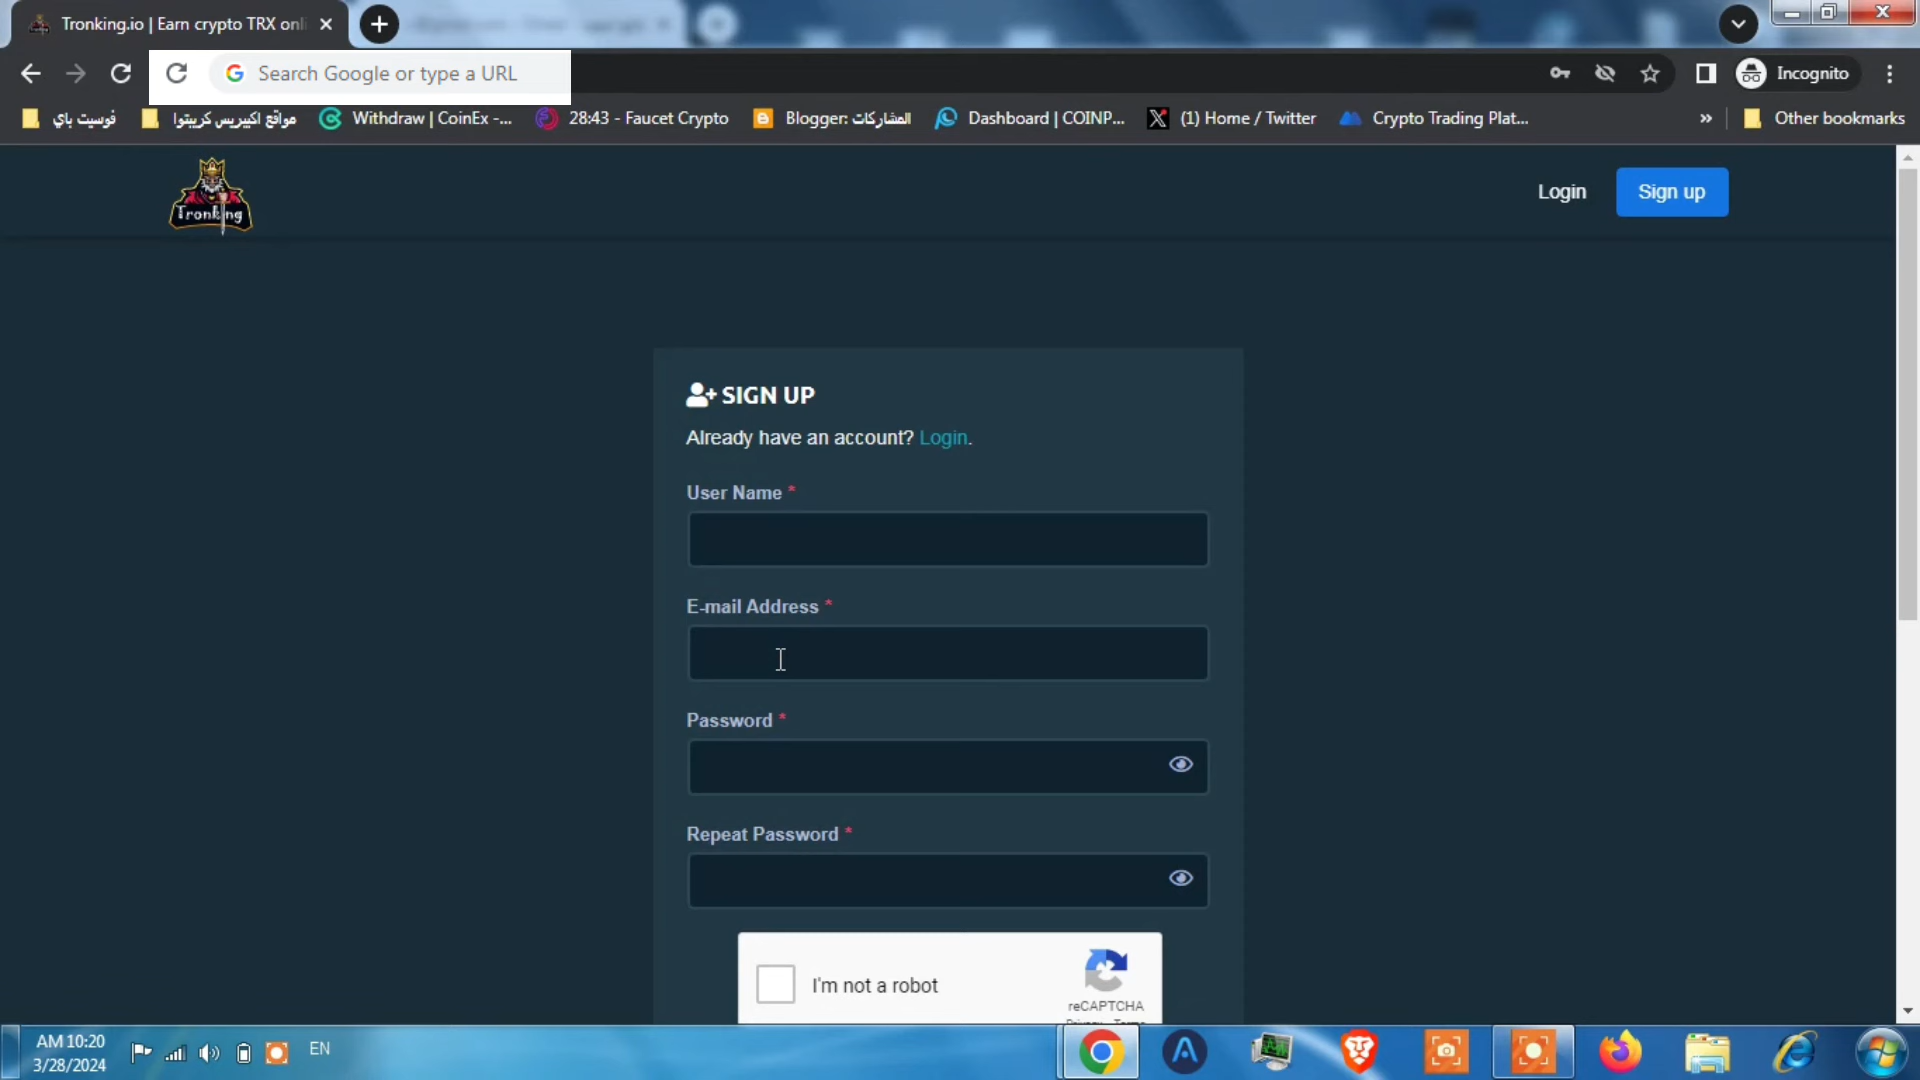 Tronking.io | Earn crypto TRX onl
Search Google or type a URL
Incognito
فوسيت باي
مواقع اكسبريس كريبتوا
Withdraw | CoinEx -...
28:43 - Faucet Crypto
Blogger: المشاركات
Dashboard | COINP...
(1) Home / Twitter
Crypto Trading Plat...
»
Other bookmarks
Tronking
Login
Sign up
SIGN UP
Already have an account? Login.
User Name *
E-mail Address *
Password *
Repeat Password *
I'm not a robot
reCAPTCHA
Privacy - Terms
AM 10:20
3/28/2024
EN